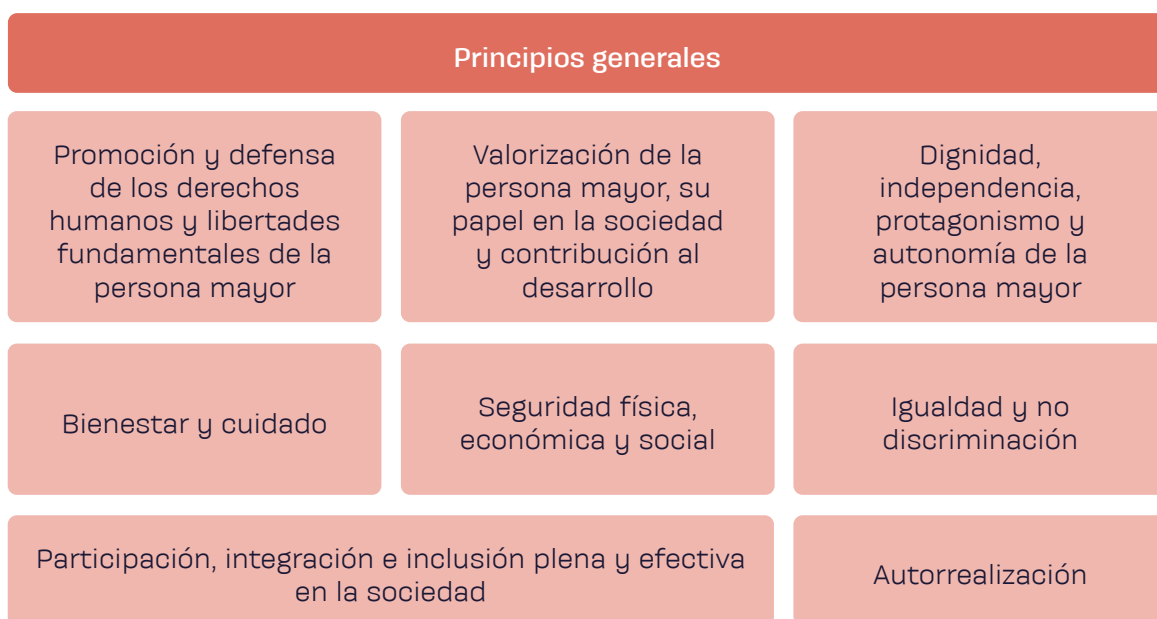 Principios generales
Promoción y defensa
de los derechos
humanos y libertades
fundamentales de la
persona mayor
Valorización de la
persona mayor, su
papel en la sociedad
y contribución al
desarrollo
Dignidad,
independencia,
protagonismo y
autonomía de la
persona mayor
Bienestar y cuidado
Seguridad física,
económica y social
Igualdad y no
discriminación
Participación, integración e inclusión plena y efectiva
en la sociedad
Autorrealización